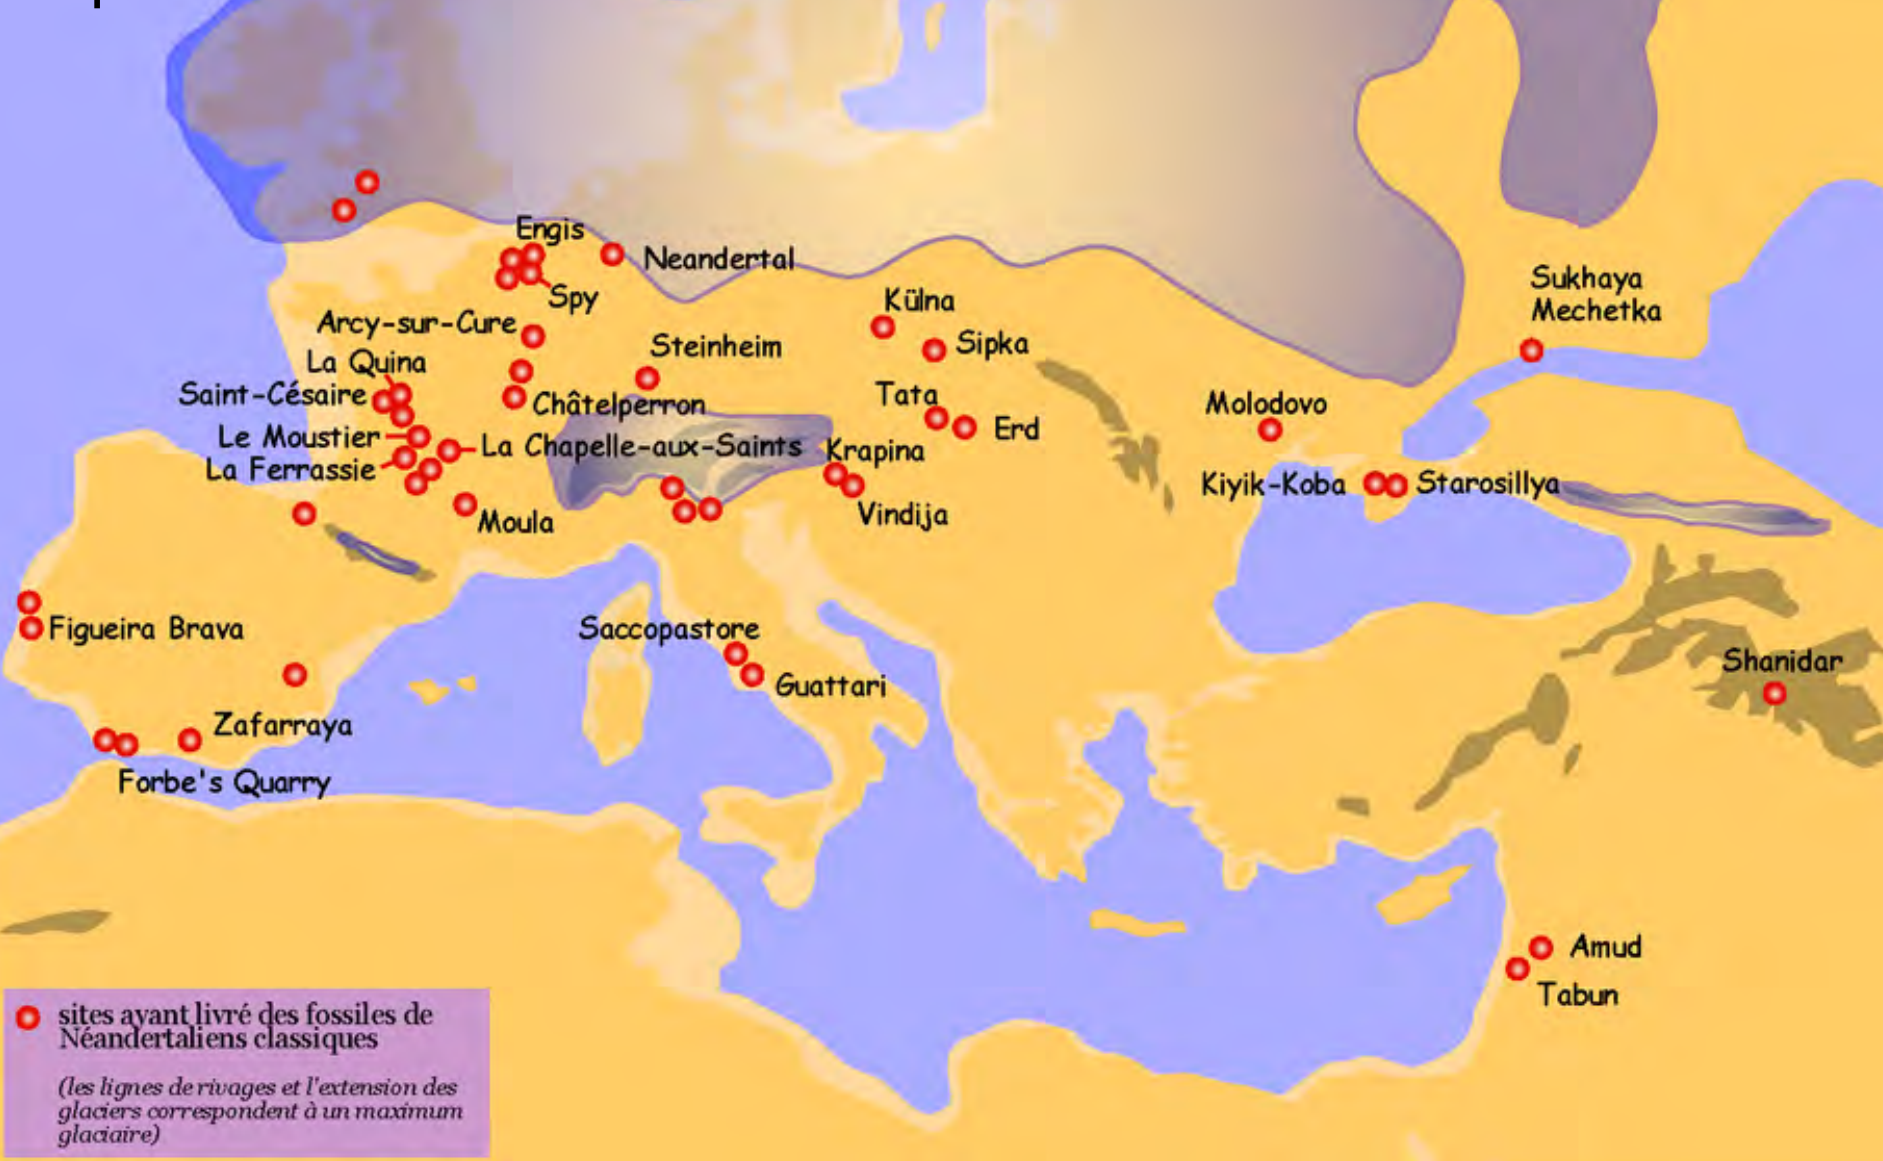 Engis
Neandertal
Spy
Sukhaya
Mechetka
Külna
Arcy-sur-Cure
Sipka
Steinheim
La Quina
Saint-Césaire
Tata
Châtelperron
Molodovo
Erd
Le Moustier
La Chapelle-aux-Saints
Krapina
La Ferrassie
Kiyik-Koba
Starosillya
Moula
Vindija
Figueira Brava
Saccopastore
Shanidar
Guattari
Zafarraya
Forbe's Quarry
Amud
Tabun
sites ayant livré des fossiles de
Néandertaliens classiques
(les lignes de rivages et l'extension des
glaciers correspondent à un maximum
glaciaire)